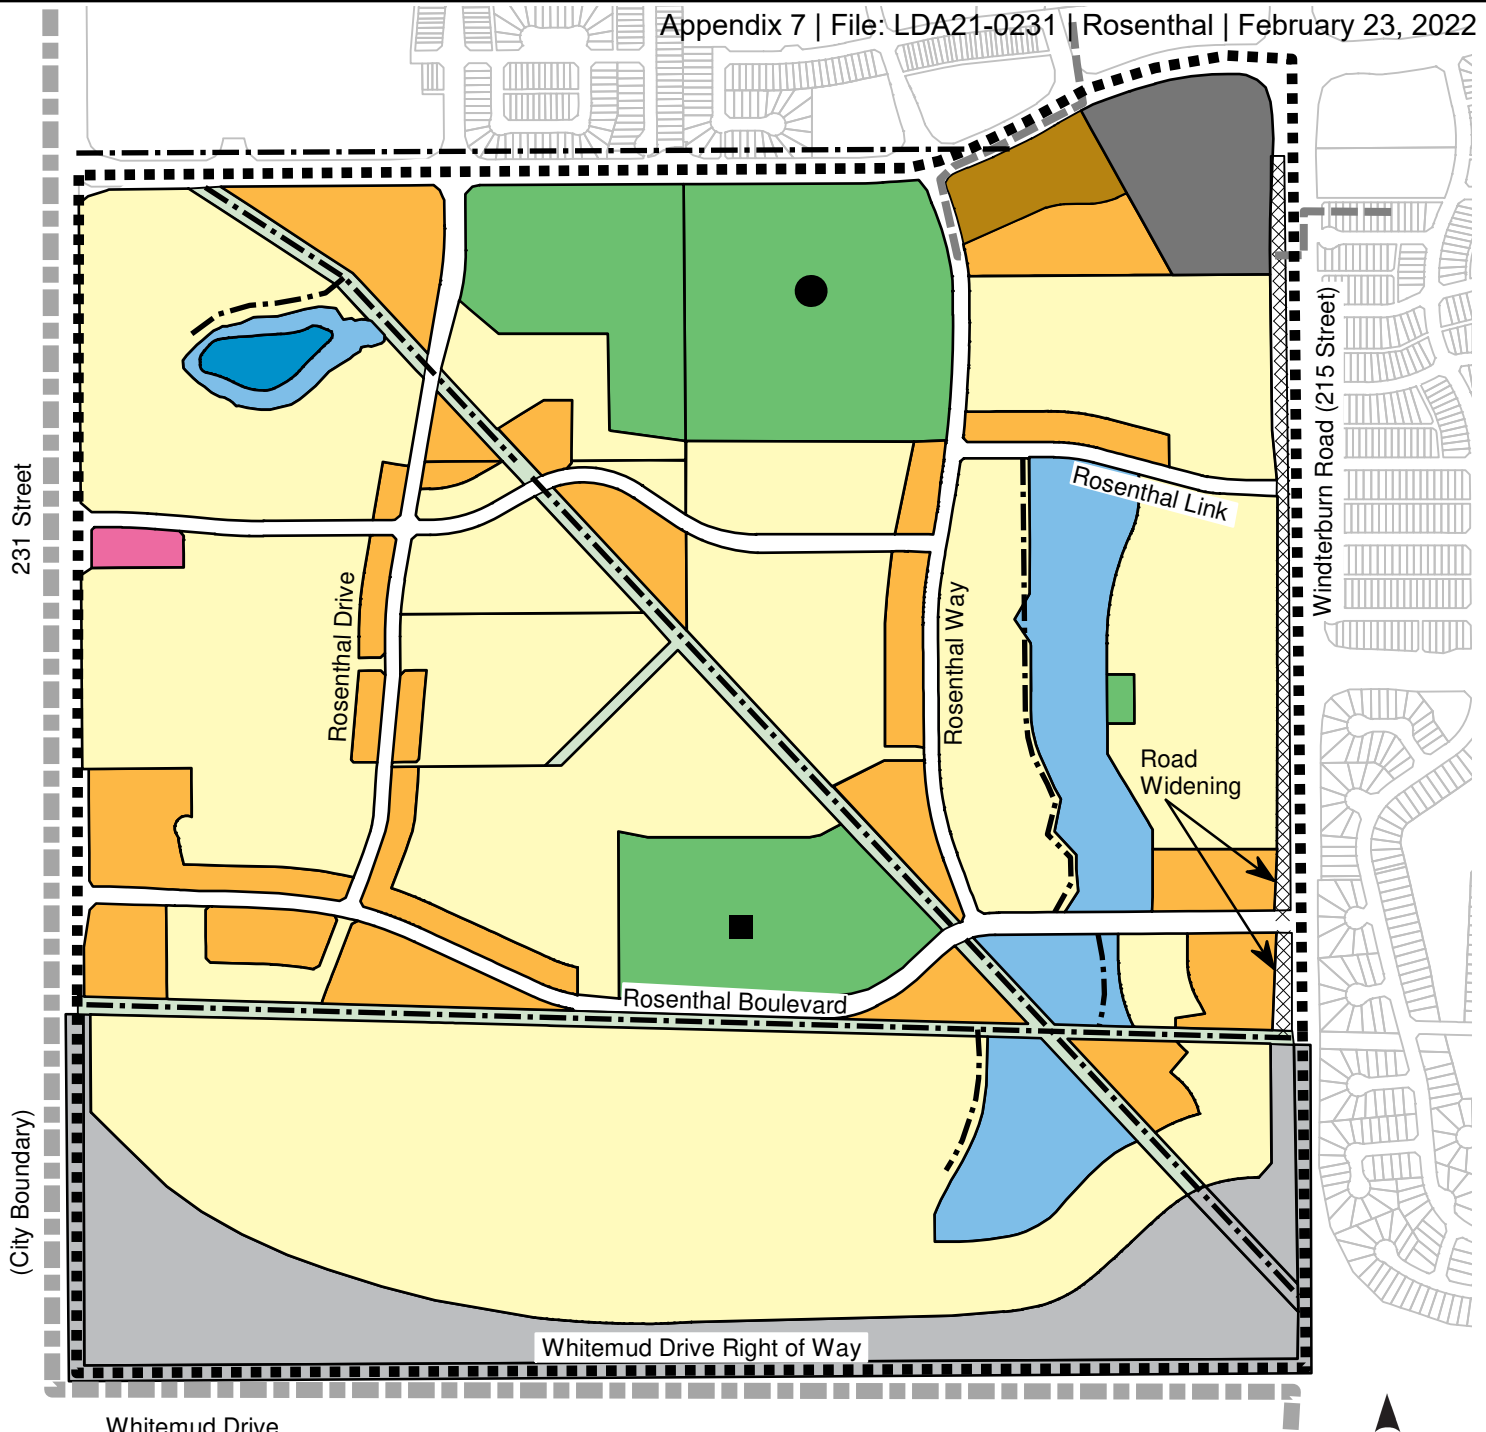 Appendix 7 | File: LDA21-0231 | Rosenthal | February 23, 2022
Windterburn Road (215 Street)
231 Street
Rosenthal Link
Rosenthal Drive
Rosenthal Way
Road
Widening
Rosenthal Boulevard
(City Boundary)
Whitemud Drive Right of Way
Whitemud Drive